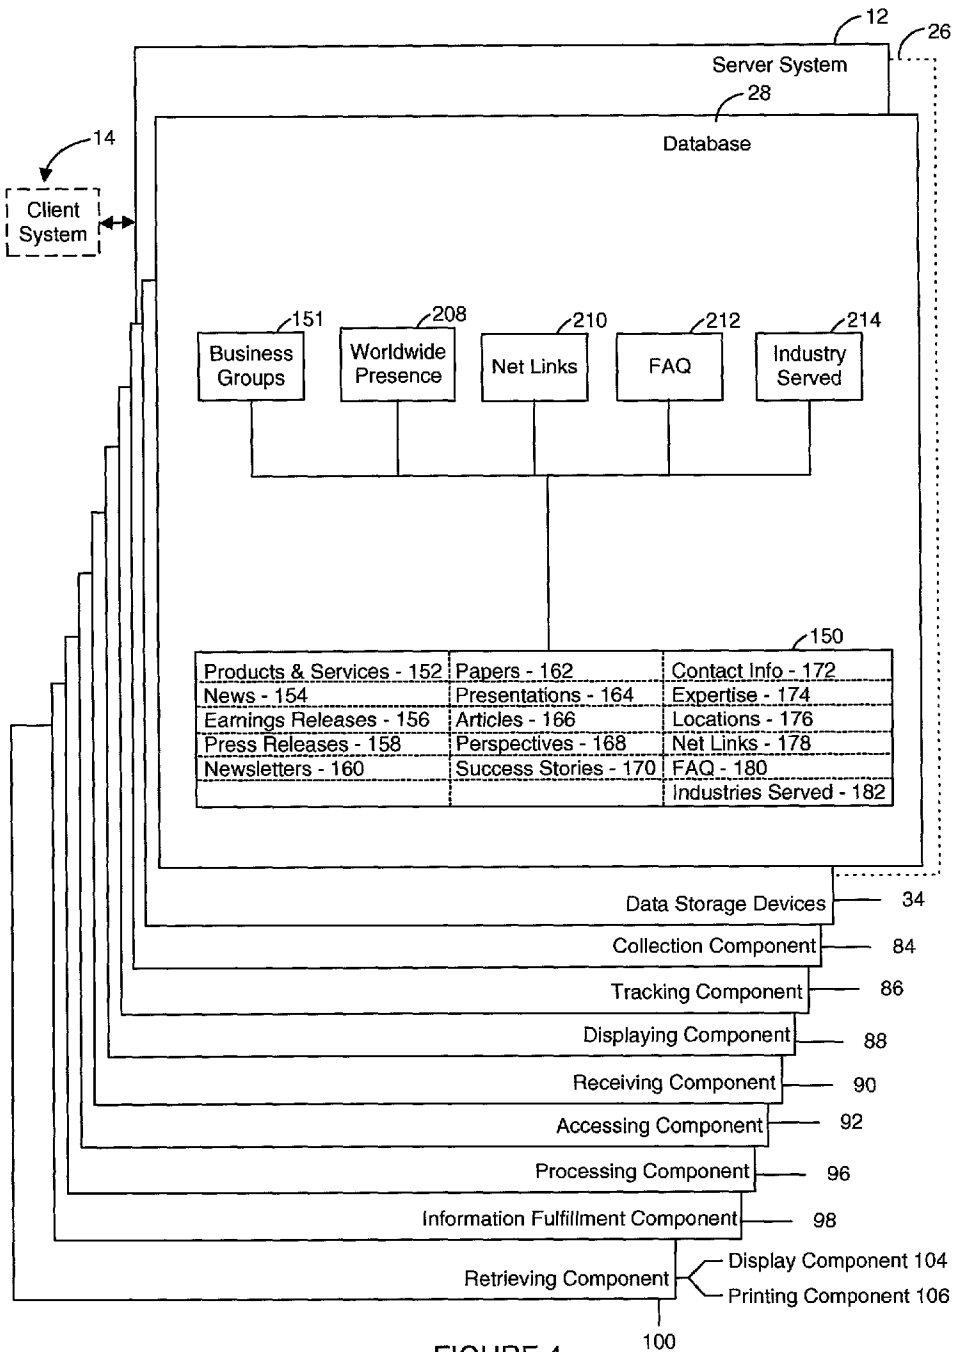 12
26
Server System
28
Database
14
Client
System
151
208
210
212
214
Business
Groups
Worldwide
Presence
Net Links
FAQ
Industry
Served
150
Products & Services - 152
Papers - 162
Contact Info - 172
News - 154
Presentations - 164
Expertise - 174
Earnings Releases - 156
Articles - 166
Locations - 176
Press Releases - 158
Perspectives - 168
Net Links - 178
Newsletters - 160
Success Stories - 170
FAQ - 180
Industries Served - 182
Data Storage Devices
34
Collection Component
84
Tracking Component
86
Displaying Component
88
Receiving Component
90
Accessing Component
92
Processing Component
96
Information Fulfillment Component
98
Retrieving Component
Display Component 104
Printing Component 106
100